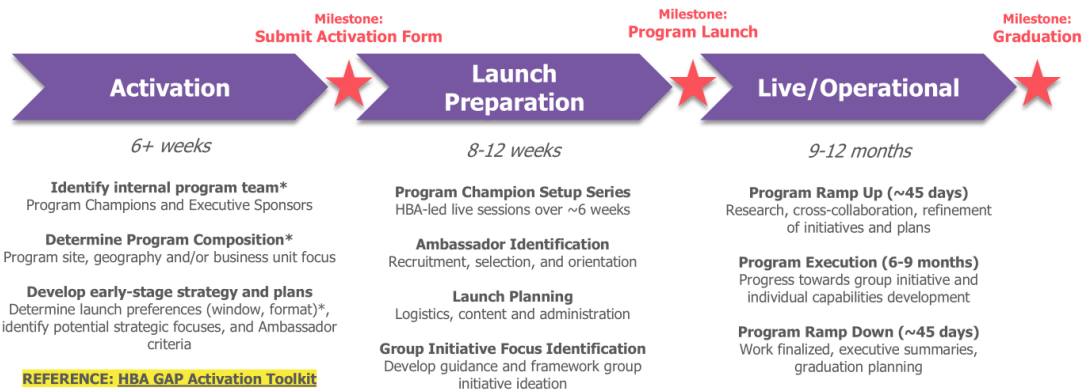 Milestone:
Submit Activation Form
Milestone:
Program Launch
Milestone:
Graduation
Activation
Launch
Preparation
Live/Operational
6+ weeks
Identify internal program team*
Program Champions and Executive Sponsors
Determine Program Composition*
Program site, geography and/or business unit focus
Develop early-stage strategy and plans
Determine launch preferences (window, format)*,
identify potential strategic focuses, and Ambassador
criteria
REFERENCE: HBA GAP Activation Toolkit
8-12 weeks
Program Champion Setup Series
HBA-led live sessions over ~6 weeks
Ambassador Identification
Recruitment, selection, and orientation
Launch Planning
Logistics, content and administration
Group Initiative Focus Identification
Develop guidance and framework group
initiative ideation
9-12 months
Program Ramp Up (~45 days)
Research, cross-collaboration, refinement
of initiatives and plans
Program Execution (6-9 months)
Progress towards group initiative and
individual capabilities development
Program Ramp Down (~45 days)
Work finalized, executive summaries,
graduation planning